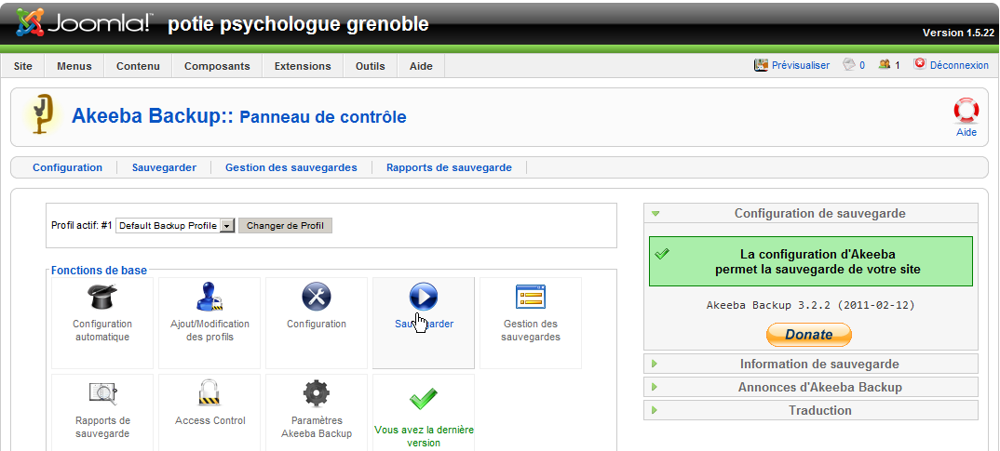 Joomla!™ potie psychologue grenoble
Version 1.5.22
Site Menus Contenu Composants Extensions Outils Aide Prévisualiser 0 1 Déconnexion
Akeeba Backup:: Panneau de contrôle
Aide
Configuration Sauvegarder Gestion des sauvegardes Rapports de sauvegarde
Profil actif: #1 Default Backup Profile Changer de Profil
Fonctions de base
Configuration
automatique
Ajout/Modification
des profils
Configuration
Sauvegarder
Gestion des
sauvegardes
Rapports de
sauvegarde
Access Control
Paramètres
Akeeba Backup
Vous avez la dernière
version
Configuration de sauvegarde
La configuration d'Akeeba
permet la sauvegarde de votre site
Akeeba Backup 3.2.2 (2011-02-12)
Donate
Information de sauvegarde
Annonces d'Akeeba Backup
Traduction